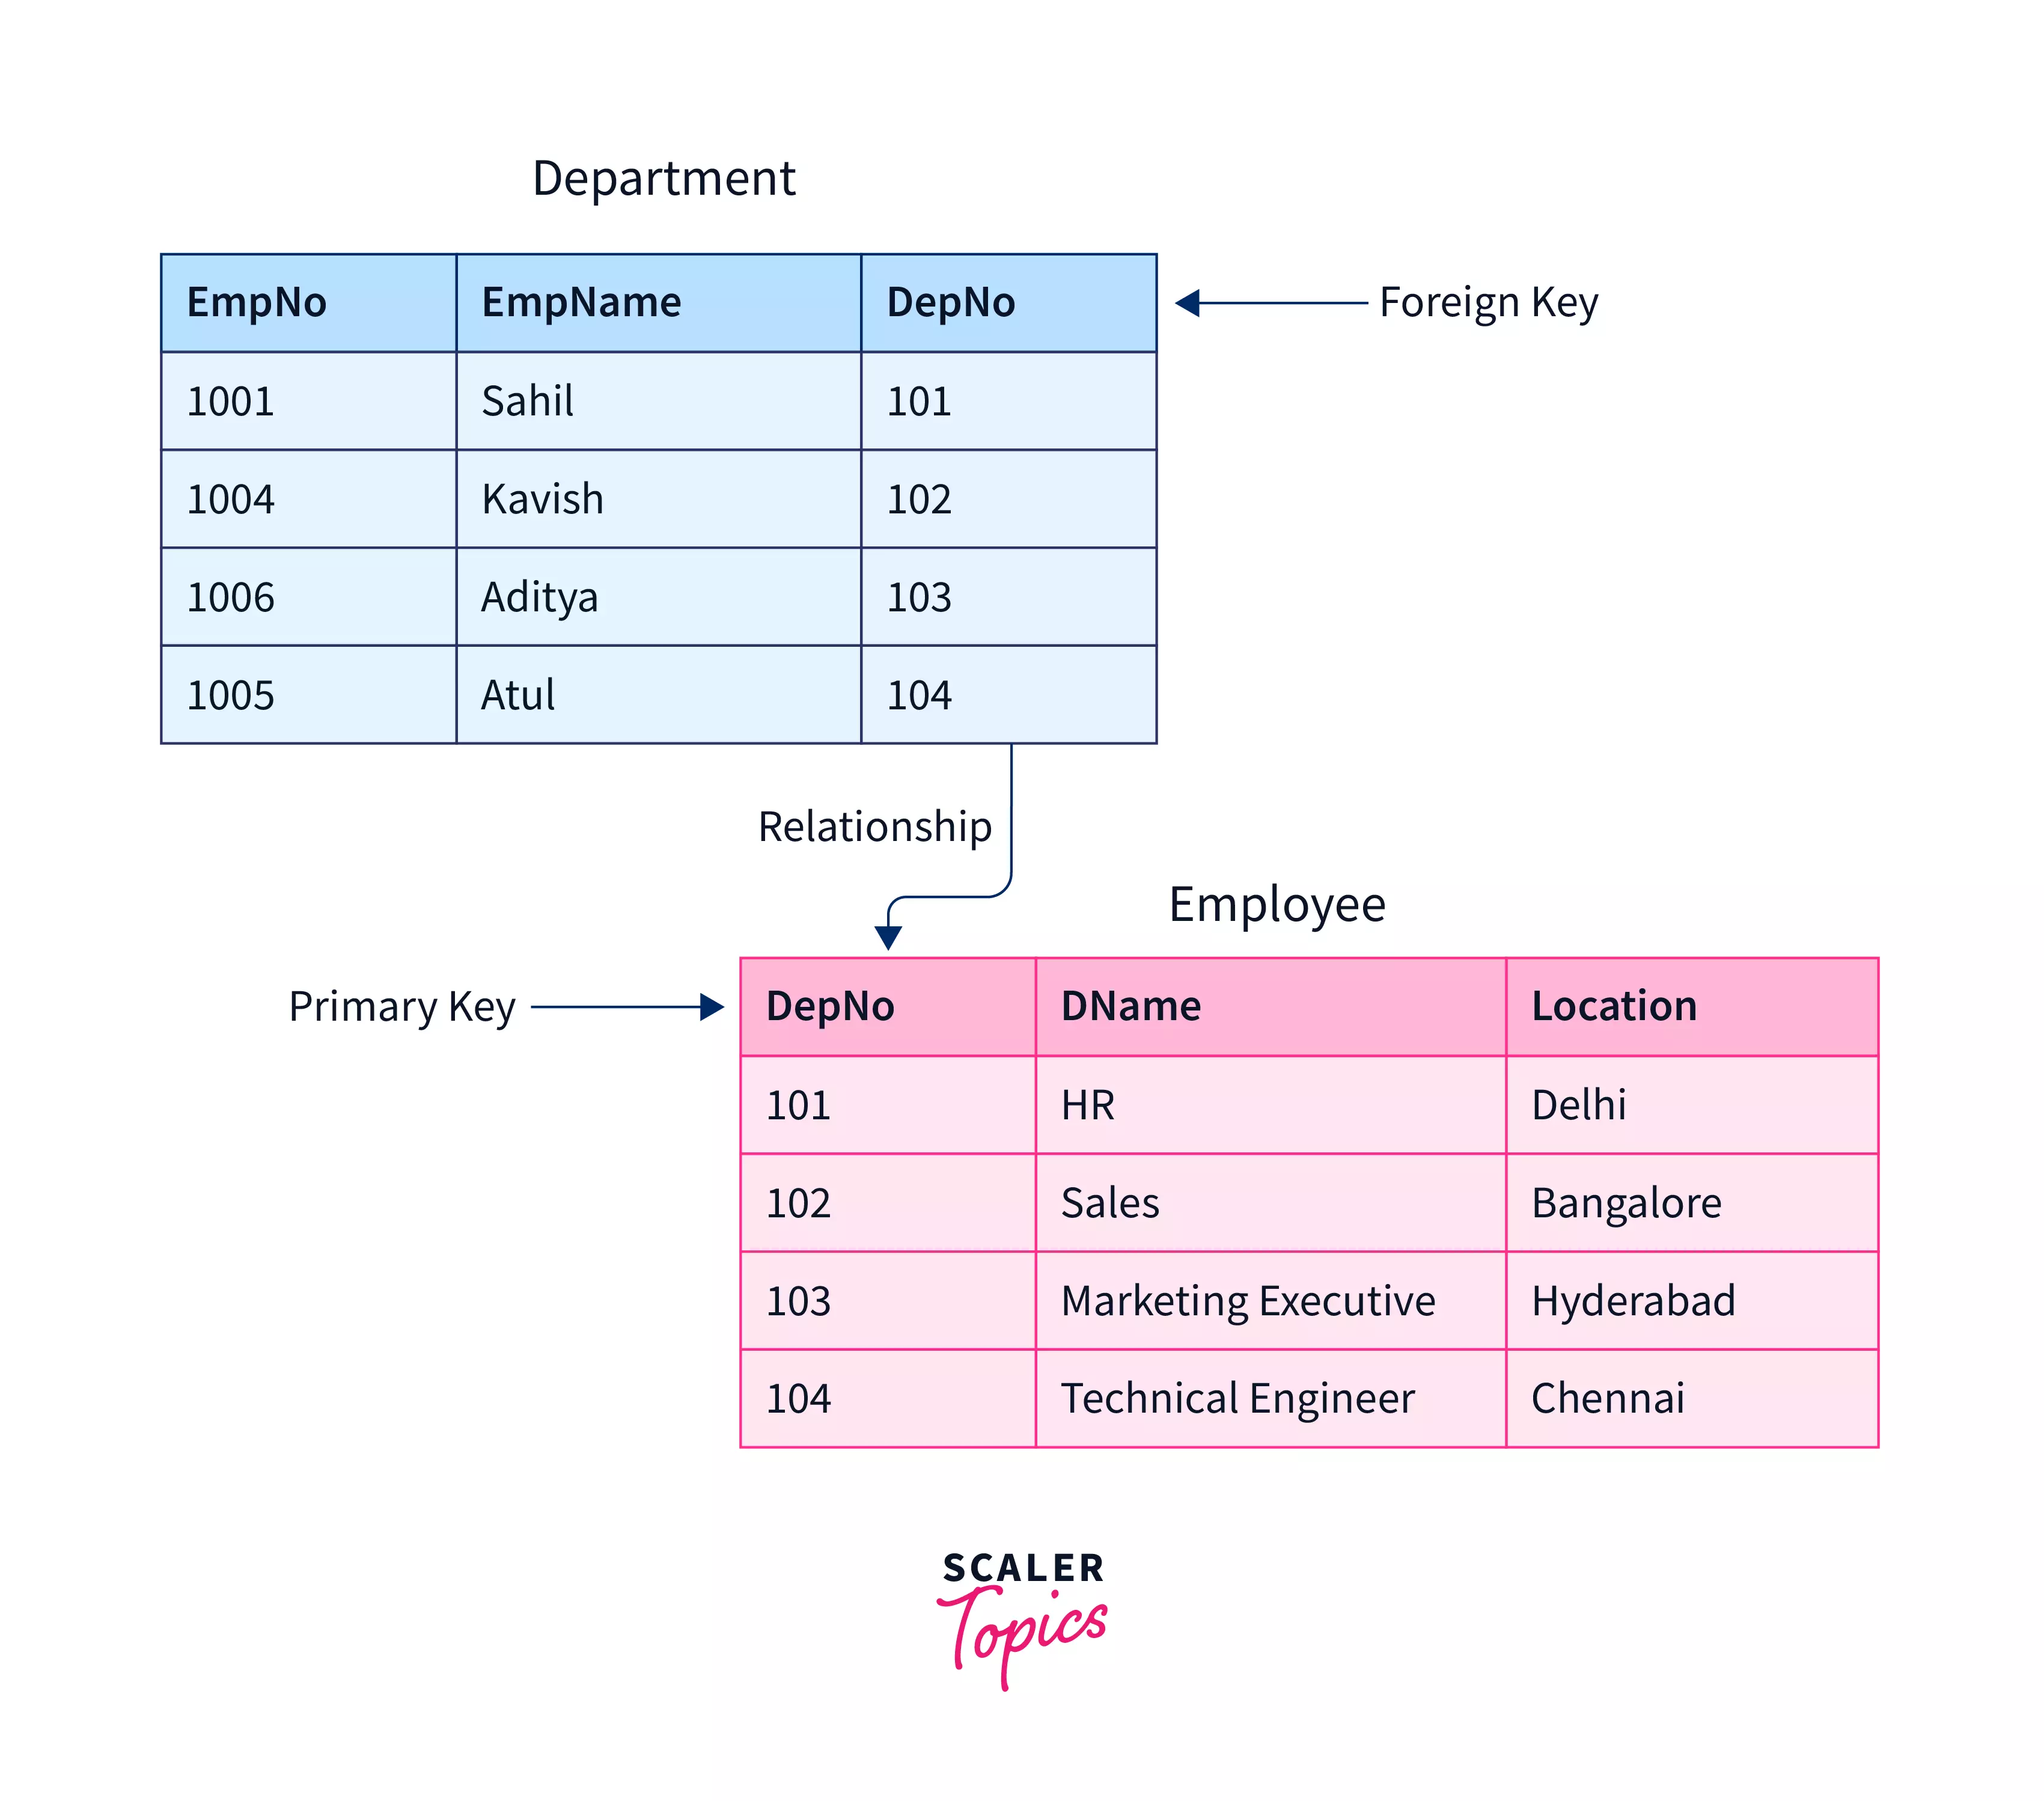 Department
EmpNo EmpName DepNo
Foreign Key
1001 Sahil 101
1004 Kavish 102
1006 Aditya 103
1005 Atul 104
Relationship
Employee
Primary Key
DepNo DName Location
101 HR Delhi
102 Sales Bangalore
103 Marketing Executive Hyderabad
104 Technical Engineer Chennai
SCALER
Topics